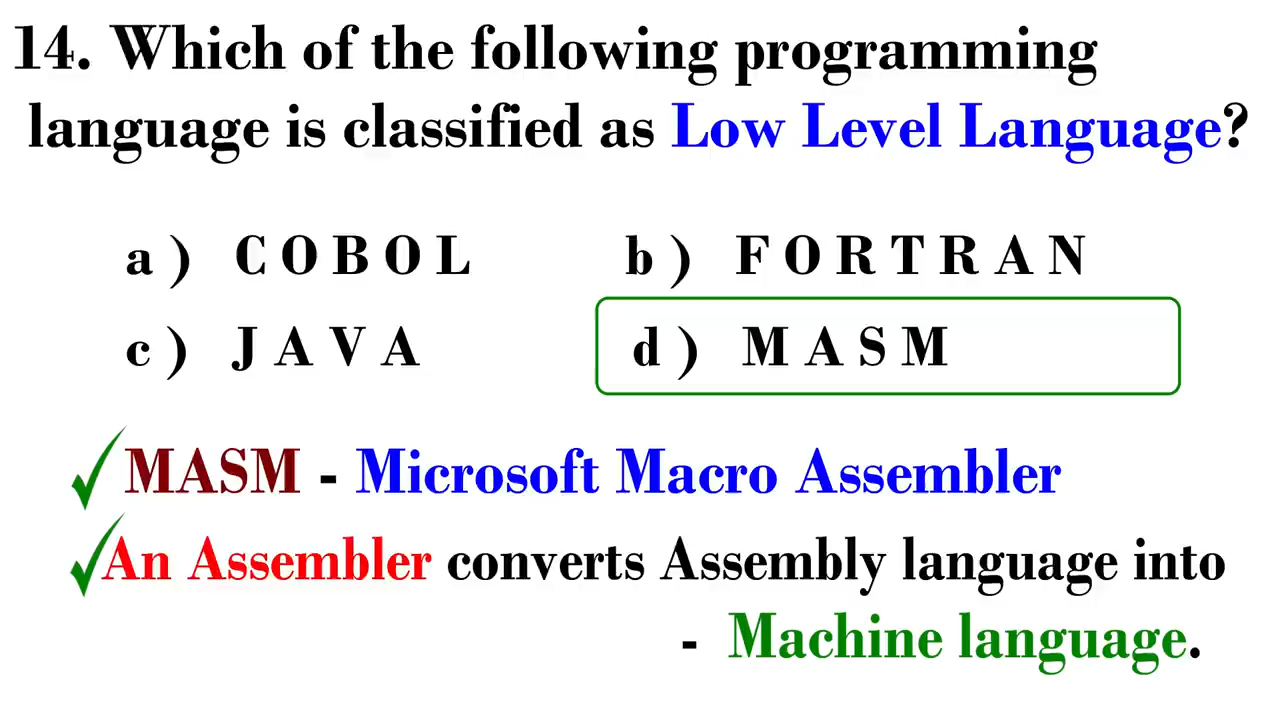 14. Which of the following programming
language is classified as Low Level Language?
a ) C O B O L b ) F O R T R A N
c ) J A V A d ) M A S M
MASM - Microsoft Macro Assembler
An Assembler converts Assembly language into
- Machine language.